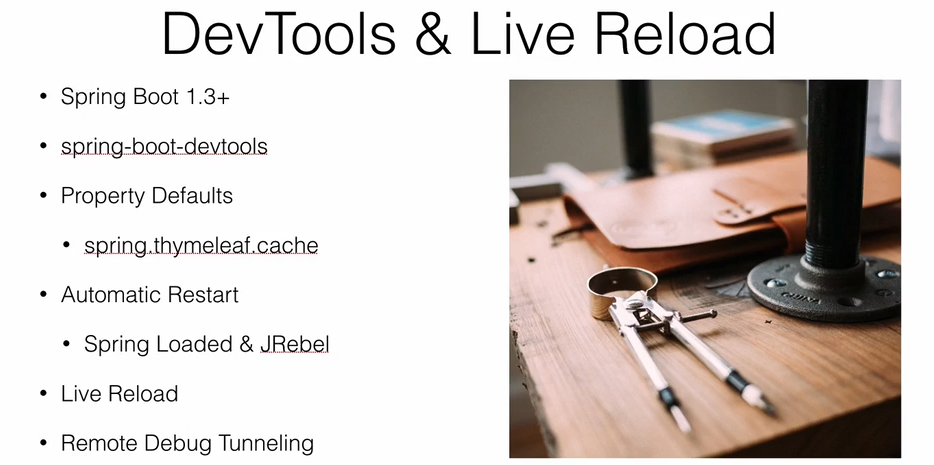 DevTools & Live Reload
• Spring Boot 1.3+
• spring-boot-devtools
• Property Defaults
• spring.thymeleaf.cache
• Automatic Restart
• Spring Loaded & JRebel
• Live Reload
• Remote Debug Tunneling
CHINA